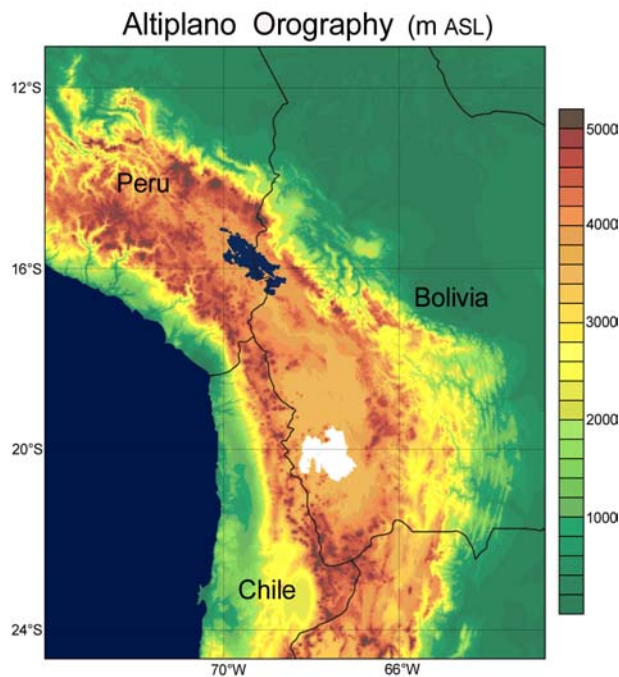 Altiplano Orography (m ASL)
12°S
16°S
20°S
24°S
70°W
66°W
Peru
Bolivia
Chile
5000
4000
3000
2000
1000